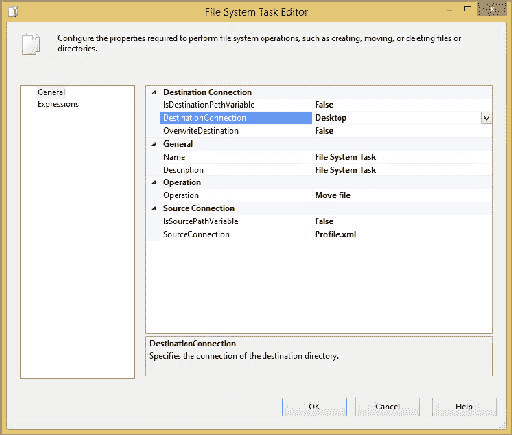 File System Task Editor
Configure the properties required to perform file system operations, such as creating, moving, or deleting files or
directories.
General
Expressions
Destination Connection
IsDestinationPathVariable False
DestinationConnection Desktop
OverwriteDestination False
General
Name File System Task
Description File System Task
Operation
Operation Move file
Source Connection
IsSourcePathVariable False
SourceConnection Profile.xml
DestinationConnection
Specifies the connection of the destination directory.
OK Cancel Help